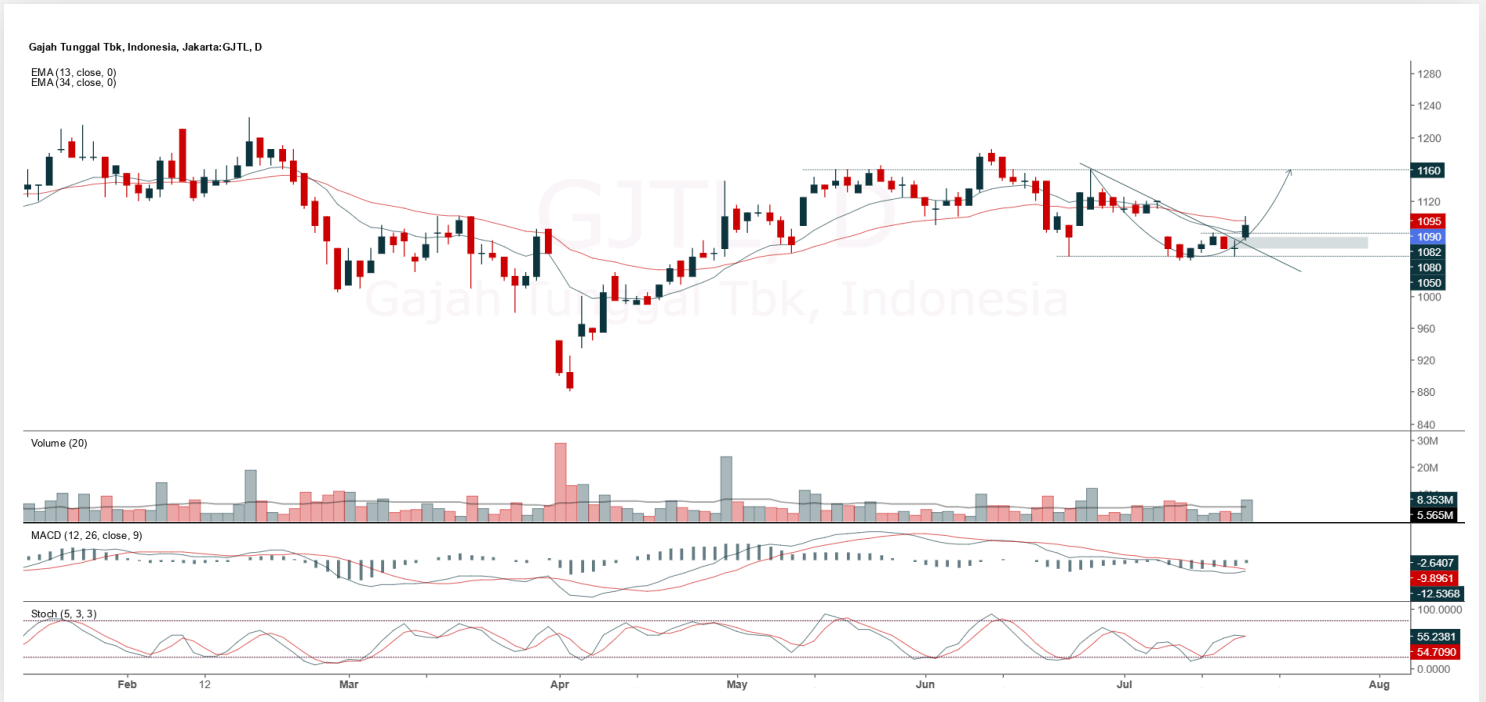 Gajah Tunggal Tbk, Indonesia, Jakarta:GJTL, D
EMA (13, close, 0)
EMA (34, close, 0)
GJTL, D
Gajah Tunggal Tbk, Indonesia
1280
1240
1200
1160
1120
1095
1090
1082
1080
1050
1000
960
920
880
840
Volume (20)
30M
20M
8.353M
5.565M
MACD (12, 26, close, 9)
-2.6407
-9.8961
-12.5368
Stoch (5, 3, 3)
100.0000
55.2381
54.7090
0.0000
Feb 12 Mar Apr May Jun Jul Aug